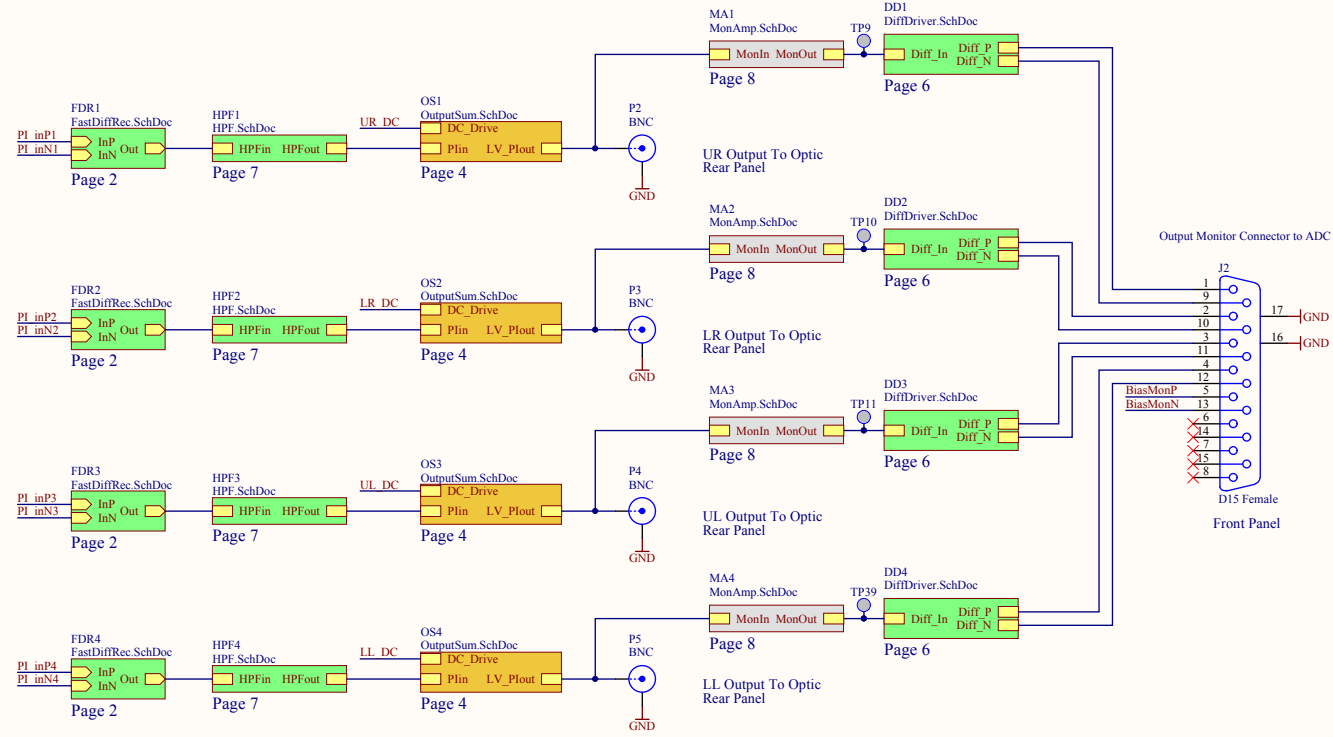 MA1
MonAmp.SchDoc
MonIn MonOut
Page 8
TP9
DD1
DiffDriver.SchDoc
Diff_In Diff_P
Diff_N
Page 6
FDR1
FastDiffRec.SchDoc
PI_inP1
PI_inN1
InP
InN
Out
Page 2
HPF1
HPF.SchDoc
HPFin HPFout
Page 7
UR_DC
OS1
OutputSum.SchDoc
DC_Drive
PIin LV_PIout
Page 4
P2
BNC
GND
UR Output To Optic
Rear Panel
MA2
MonAmp.SchDoc
MonIn MonOut
Page 8
TP10
DD2
DiffDriver.SchDoc
Diff_In Diff_P
Diff_N
Page 6
FDR2
FastDiffRec.SchDoc
PI_inP2
PI_inN2
InP
InN
Out
Page 2
HPF2
HPF.SchDoc
HPFin HPFout
Page 7
LR_DC
OS2
OutputSum.SchDoc
DC_Drive
PIin LV_PIout
Page 4
P3
BNC
GND
LR Output To Optic
Rear Panel
MA3
MonAmp.SchDoc
MonIn MonOut
Page 8
TP11
DD3
DiffDriver.SchDoc
Diff_In Diff_P
Diff_N
Page 6
FDR3
FastDiffRec.SchDoc
PI_inP3
PI_inN3
InP
InN
Out
Page 2
HPF3
HPF.SchDoc
HPFin HPFout
Page 7
UL_DC
OS3
OutputSum.SchDoc
DC_Drive
PIin LV_PIout
Page 4
P4
BNC
GND
UL Output To Optic
Rear Panel
MA4
MonAmp.SchDoc
MonIn MonOut
Page 8
TP39
DD4
DiffDriver.SchDoc
Diff_In Diff_P
Diff_N
Page 6
FDR4
FastDiffRec.SchDoc
PI_inP4
PI_inN4
InP
InN
Out
Page 2
HPF4
HPF.SchDoc
HPFin HPFout
Page 7
LL_DC
OS4
OutputSum.SchDoc
DC_Drive
PIin LV_PIout
Page 4
P5
BNC
GND
LL Output To Optic
Rear Panel
Output Monitor Connector to ADC
J2
1
9
2
10
3
11
4
12
BiasMonP 5
BiasMonN 13
6
14
7
15
8
17 GND
16 GND
D15 Female
Front Panel